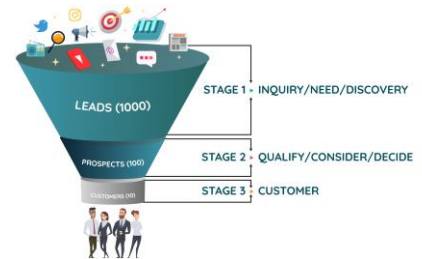 LEADS (1000)
STAGE 1 INQUIRY/NEED/DISCOVERY
PROSPECTS (100)
STAGE 2 QUALIFY/CONSIDER/DECIDE
CUSTOMERS (10)
STAGE 3 CUSTOMER